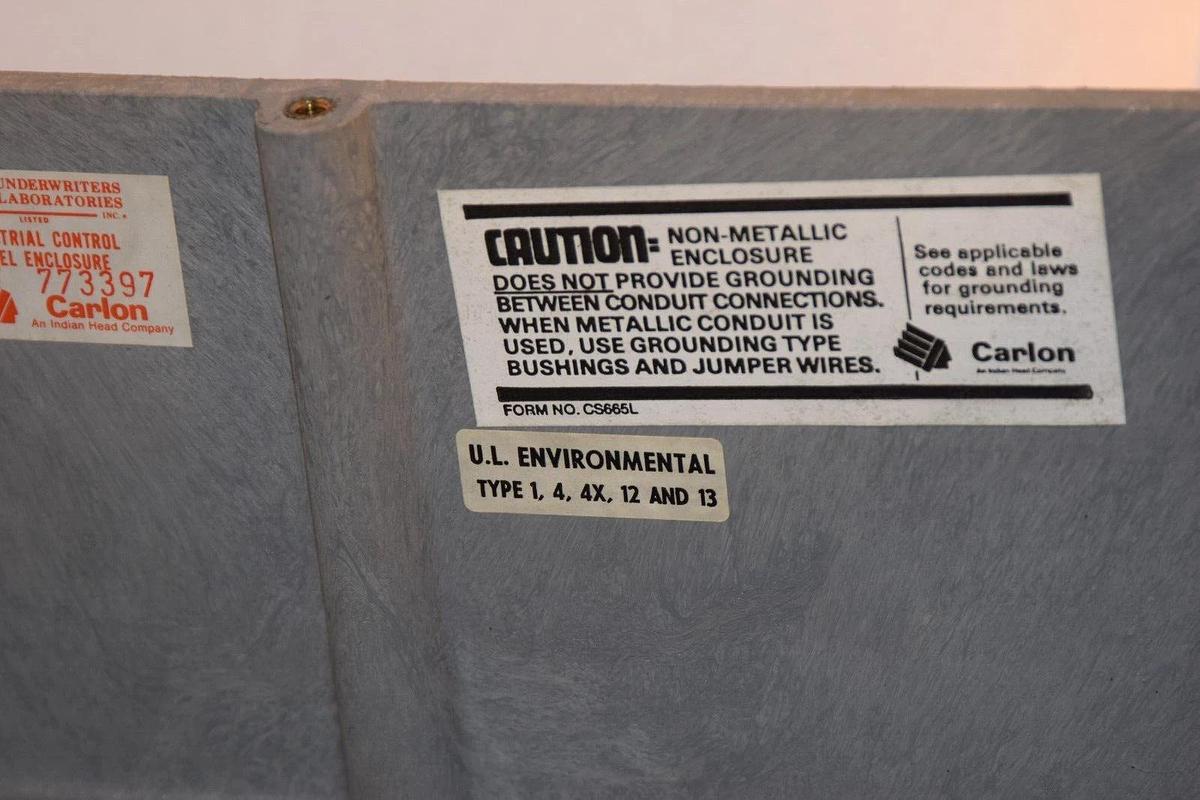 UNDERWRITERS
LABORATORIES
INC.
LISTED
TRIAL CONTROL
EL ENCLOSURE
773397
Carlon
An Indian Head Company
CAUTION: NON-METALLIC
ENCLOSURE
DOES NOT PROVIDE GROUNDING
BETWEEN CONDUIT CONNECTIONS.
WHEN METALLIC CONDUIT IS
USED, USE GROUNDING TYPE
BUSHINGS AND JUMPER WIRES.
See applicable
codes and laws
for grounding
requirements.
Carlon
An Indian Head Company
FORM NO. CS665L
U.L. ENVIRONMENTAL
TYPE 1, 4, 4X, 12 AND 13